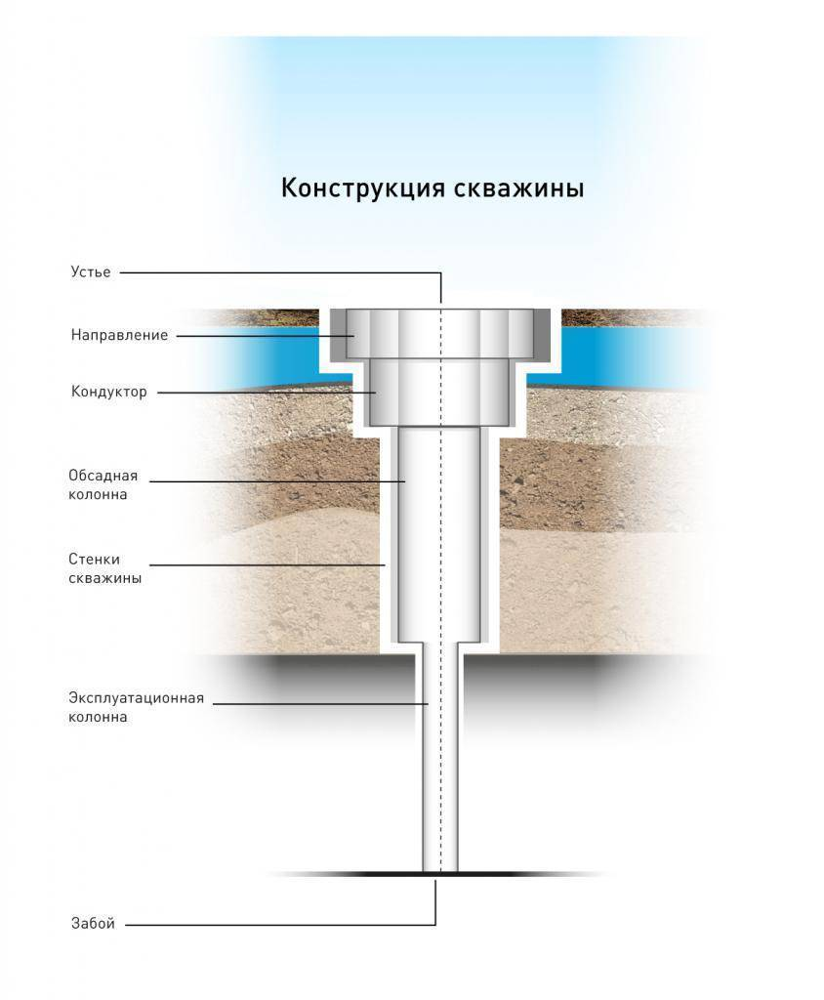 Конструкция скважины
Устье
Направление
Кондуктор
Обсадная
колонна
Стенки
скважины
Эксплуатационная
колонна
Забой